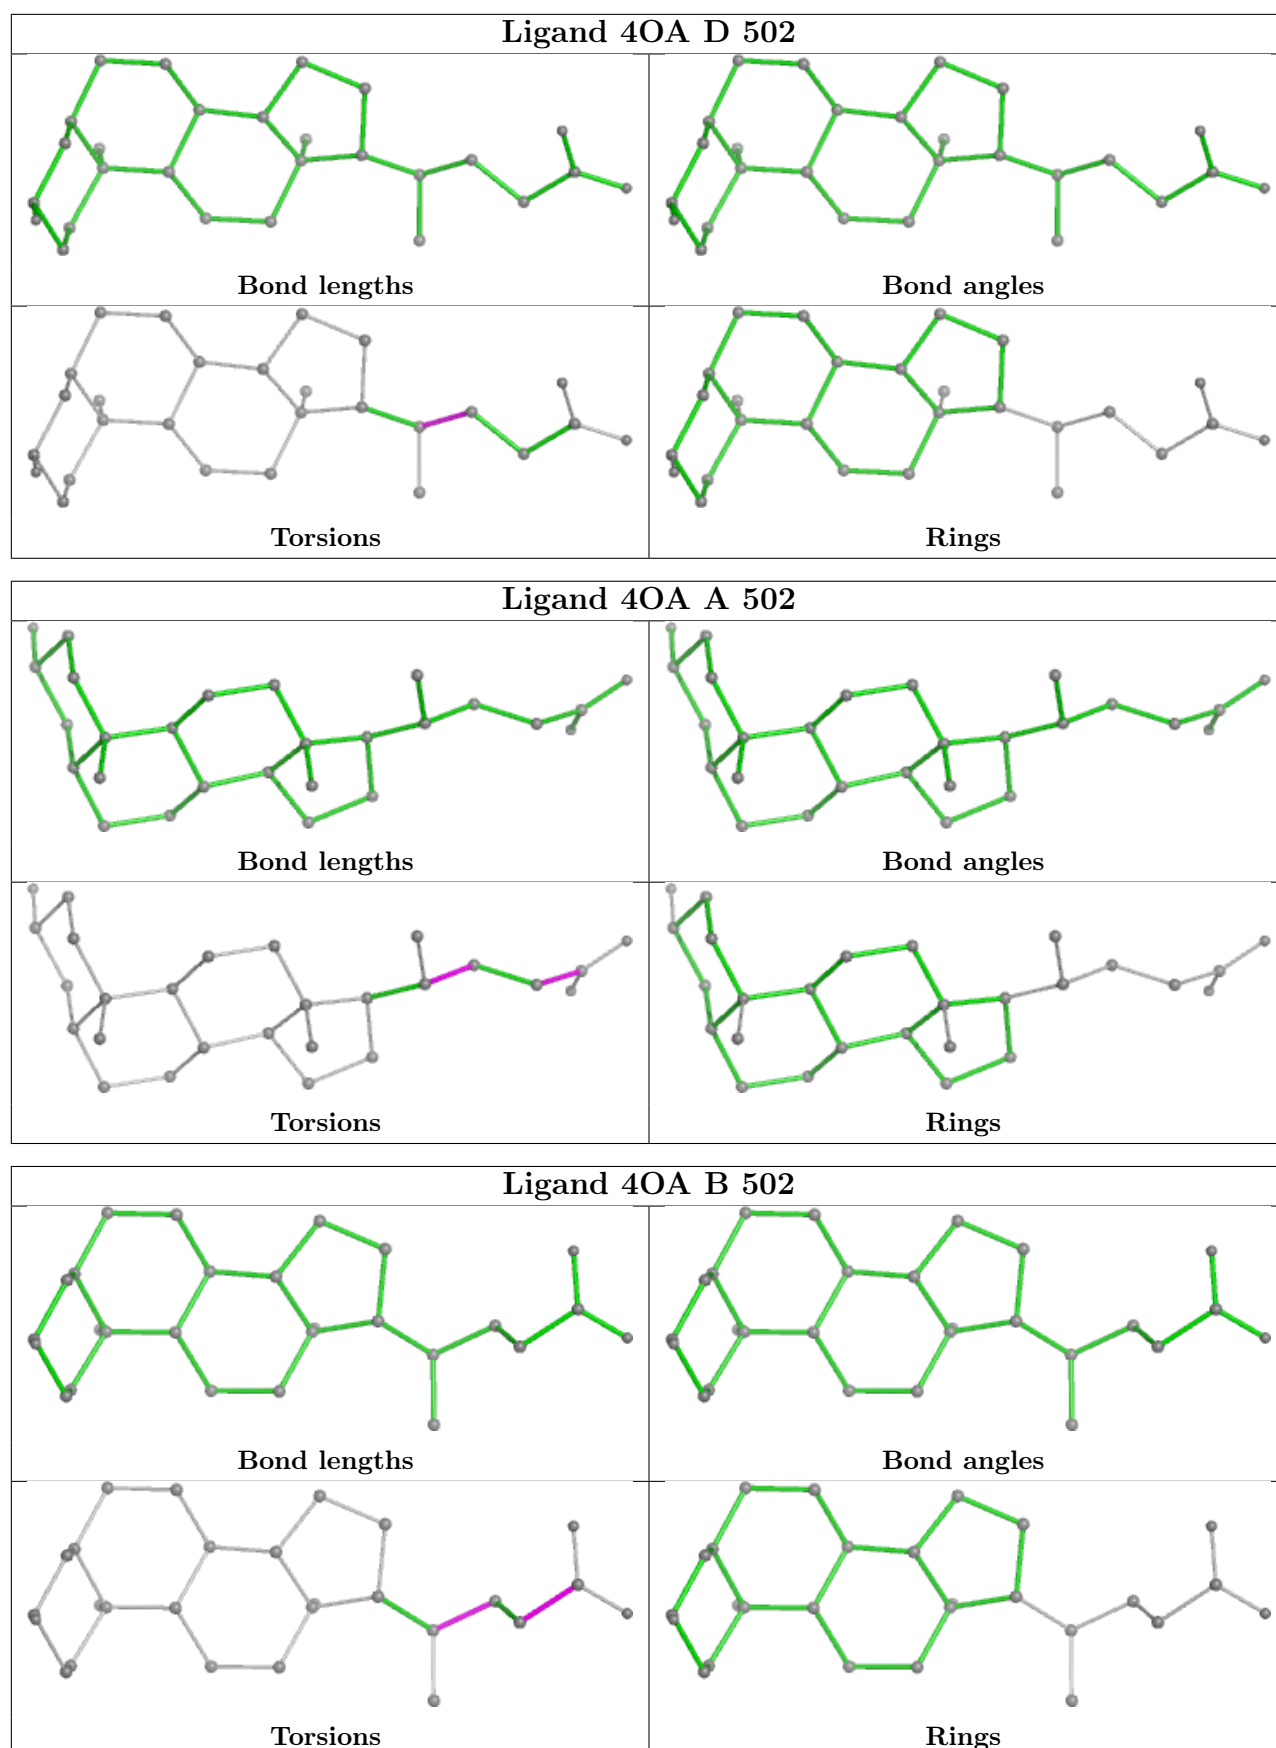 Ligand 4OA D 502
Bond lengths
Bond angles
Torsions
Rings
Ligand 4OA A 502
Bond lengths
Bond angles
Torsions
Rings
Ligand 4OA B 502
Bond lengths
Bond angles
Torsions
Rings